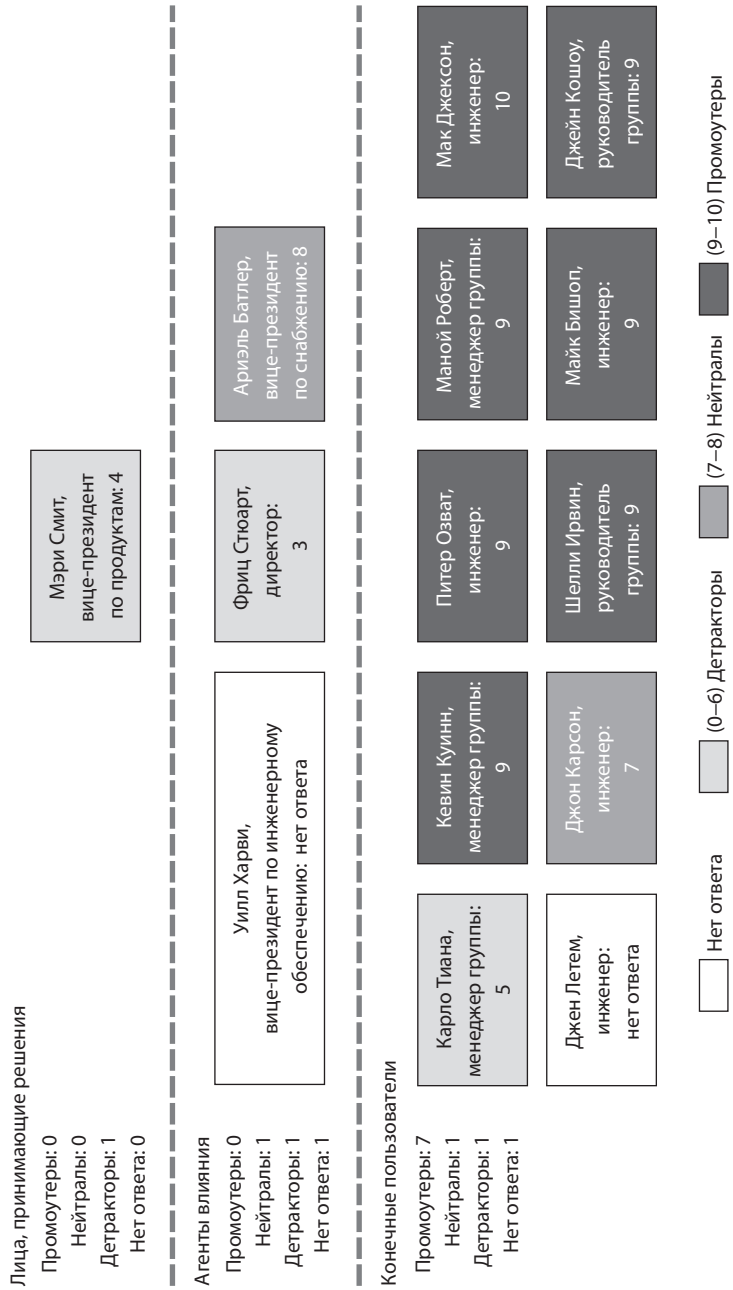 Лица, принимающие решения
Промоутеры: 0
Нейтралы: 0
Детракторы: 1
Нет ответа: 0
Мэри Смит,
вице-президент
по продуктам: 4
Агенты влияния
Промоутеры: 0
Нейтралы: 1
Детракторы: 1
Нет ответа: 1
Уилл Харви,
вице-президент по инженерному
обеспечению: нет ответа
Фриц Стюарт,
директор:
3
Ариэль Батлер,
вице-президент
по снабжению: 8
Конечные пользователи
Промоутеры: 7
Нейтралы: 1
Детракторы: 1
Нет ответа: 1
Карло Тиана,
менеджер группы:
5
Кевин Куинн,
менеджер группы:
9
Питер Озват,
инженер:
9
Маной Роберт,
менеджер группы:
9
Мак Джексон,
инженер:
10
Джен Летем,
инженер:
нет ответа
Джон Карсон,
инженер:
7
Шелли Ирвин,
руководитель
группы: 9
Майк Бишоп,
инженер:
9
Джейн Кошоу,
руководитель
группы: 9
Нет ответа
(0–6) Детракторы
(7–8) Нейтралы
(9–10) Промоутеры